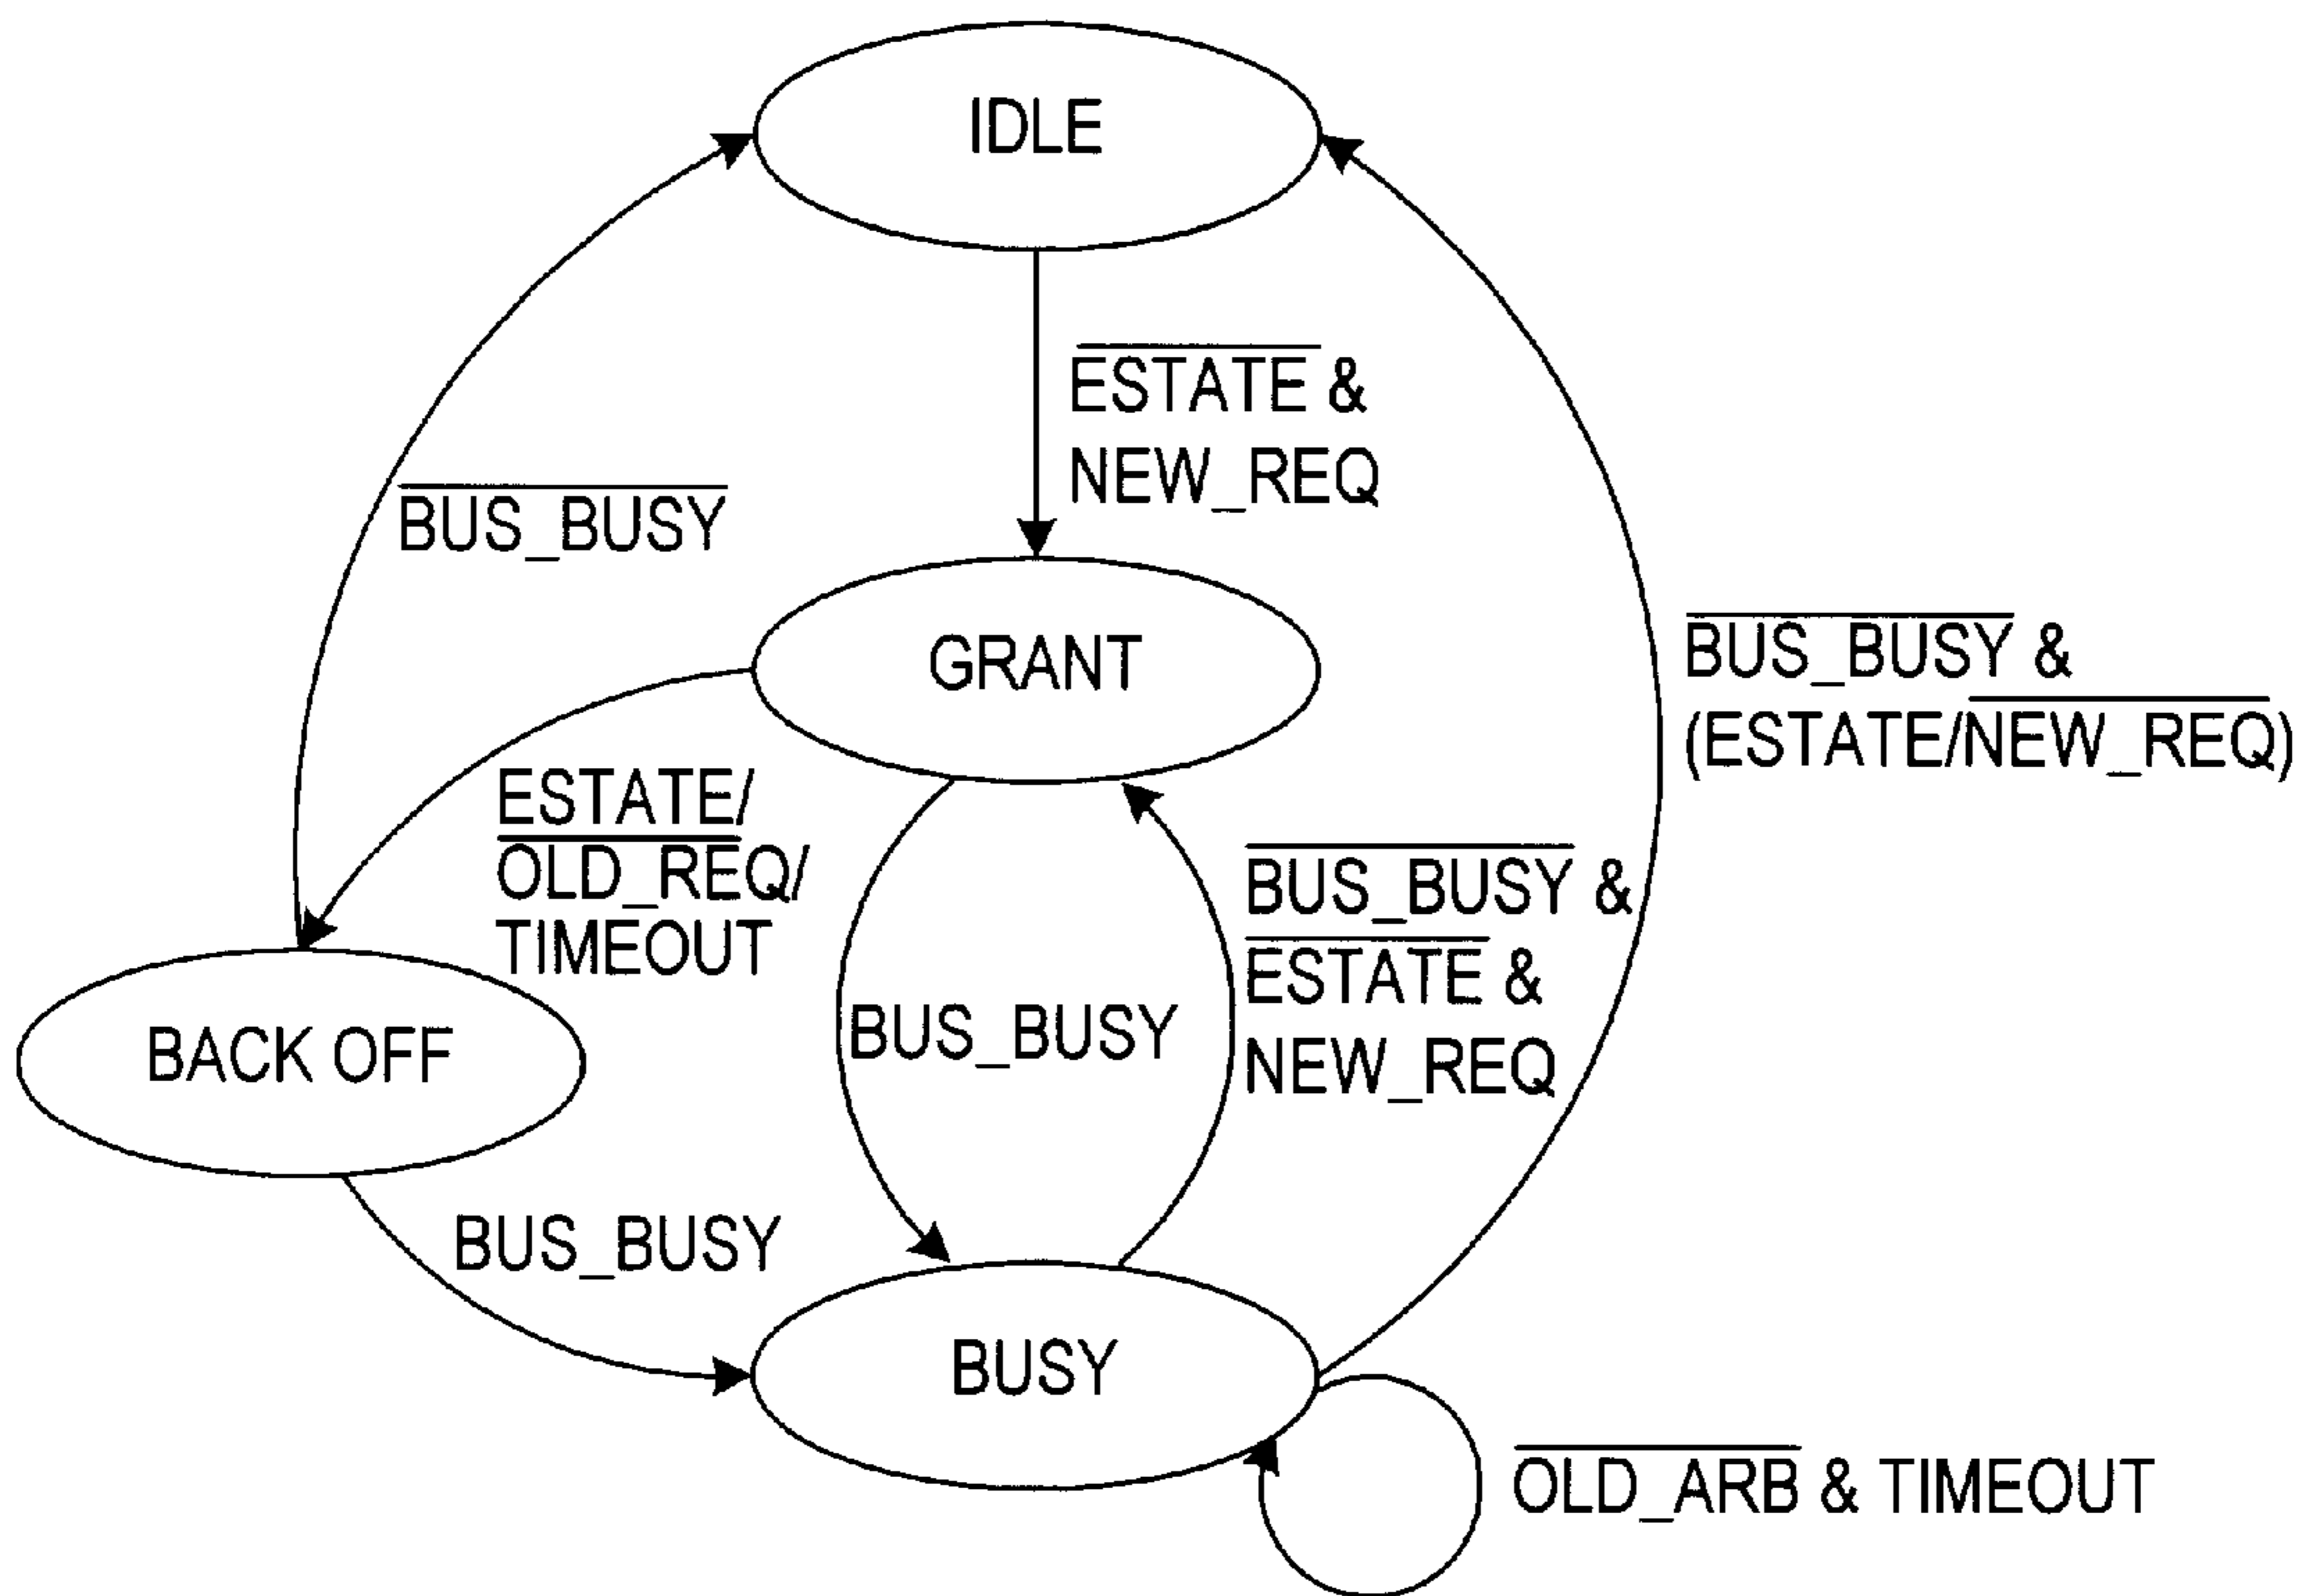 IDLE
ESTATE &
NEW_REQ
BUS_BUSY
GRANT
BUS_BUSY &
(ESTATE/NEW_REQ)
ESTATE/
OLD_REQ/
TIMEOUT
BUS_BUSY &
ESTATE &
NEW_REQ
BUS_BUSY
BACK OFF
BUS_BUSY
BUSY
OLD_ARB & TIMEOUT